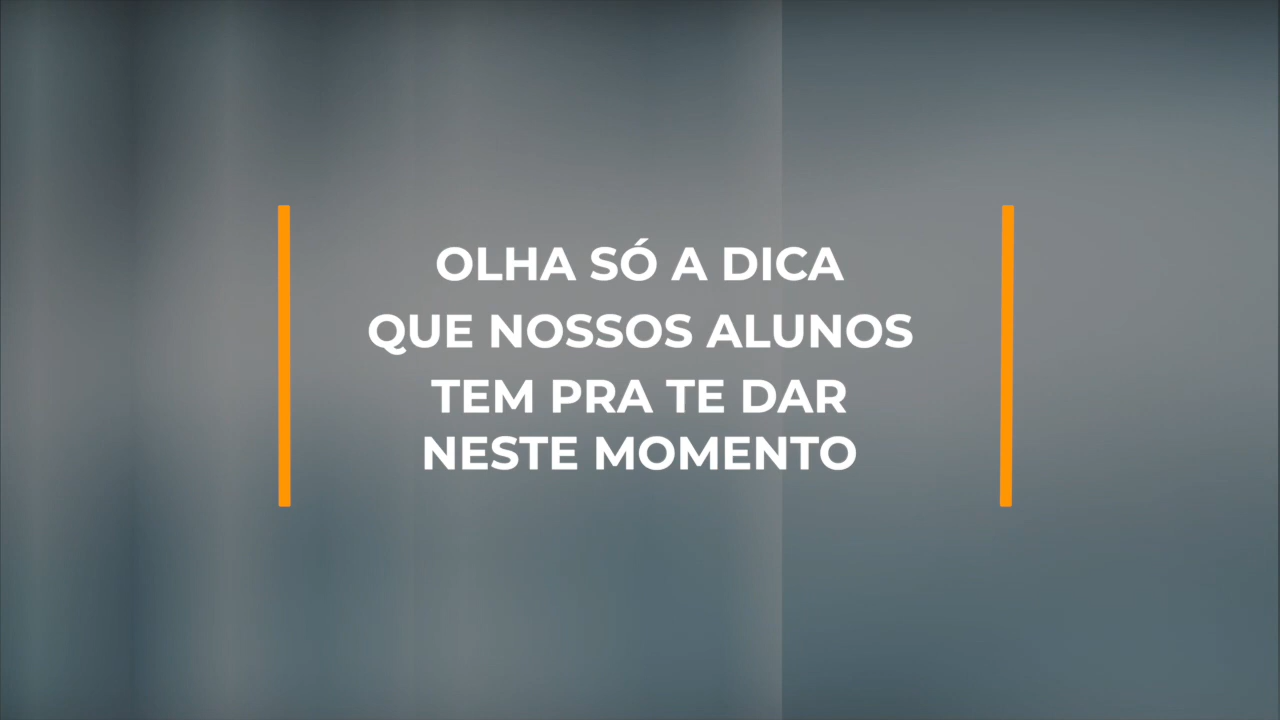 OLHA SÓ A DICA
QUE NOSSOS ALUNOS
TEM PRA TE DAR
NESTE MOMENTO